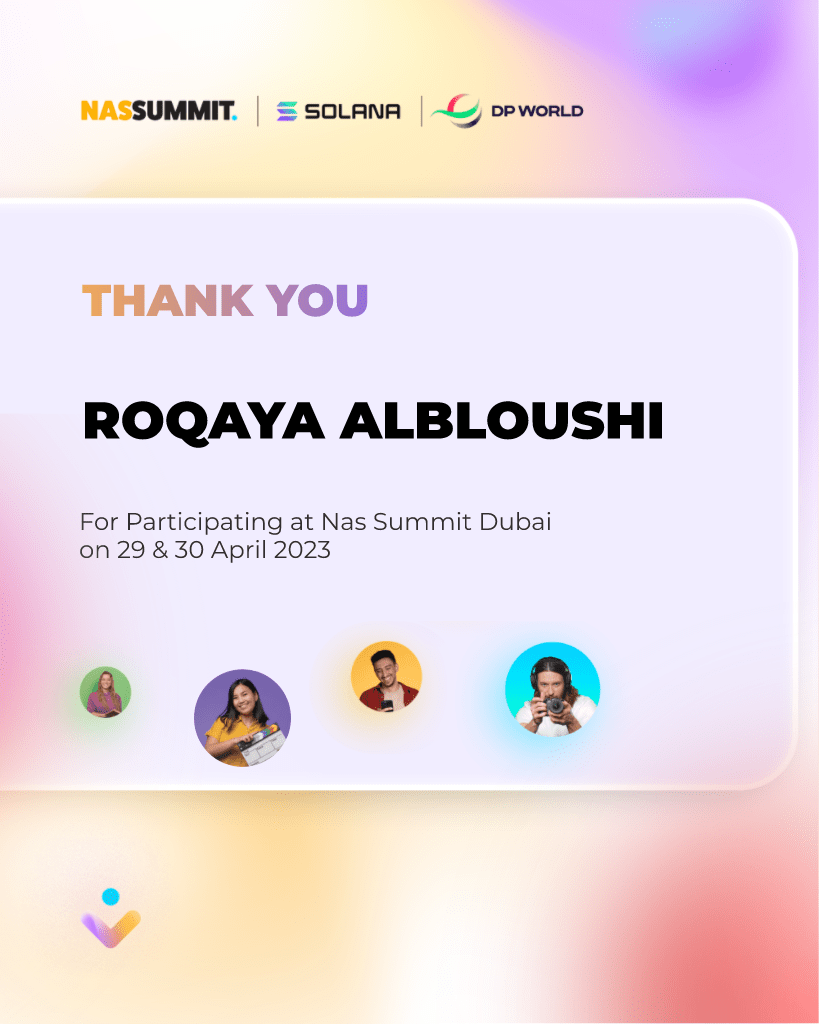 NASSUMMIT. | SOLANA | DP WORLD
THANK YOU
ROQAYA ALBLOUSHI
For Participating at Nas Summit Dubai
on 29 & 30 April 2023